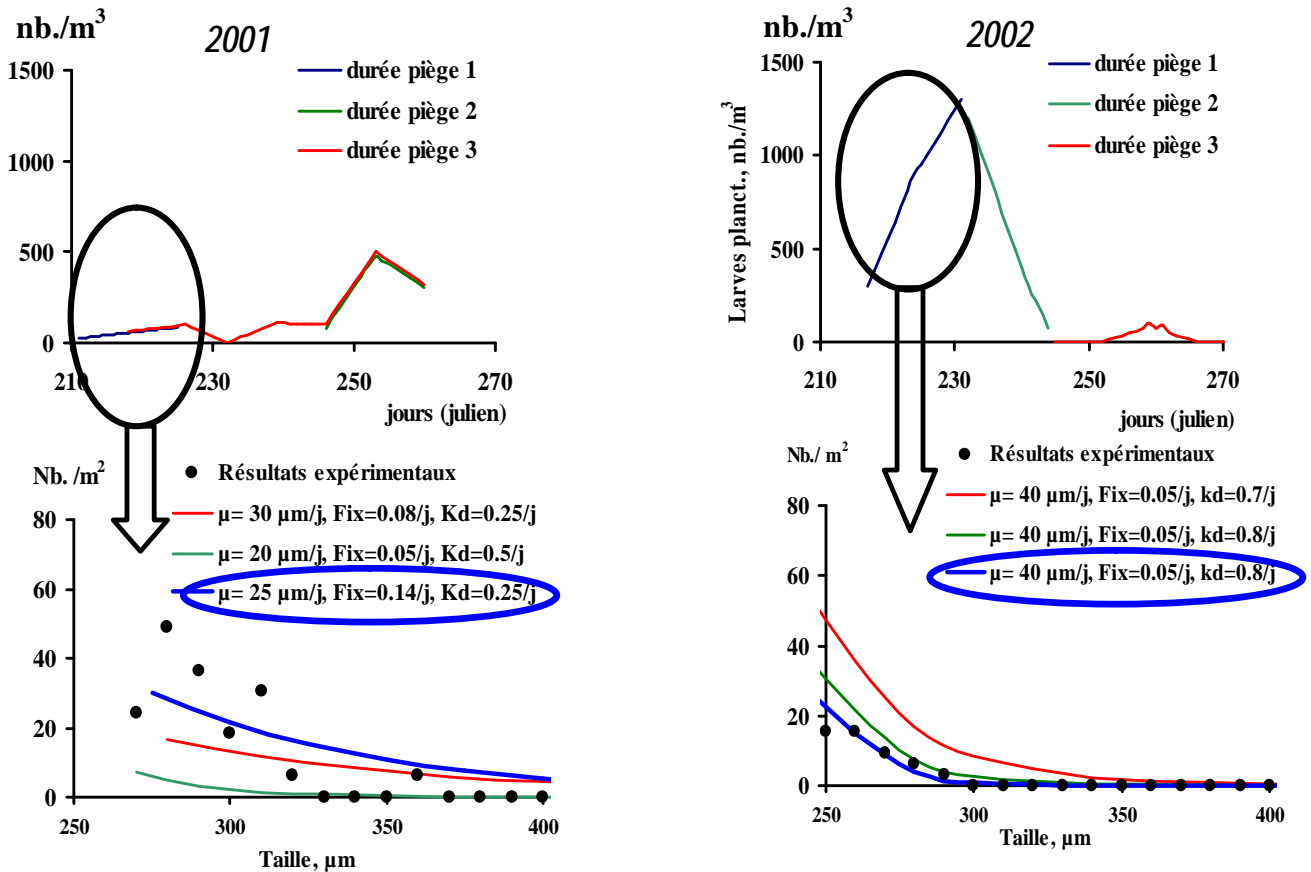 nb./m³
2001
durée piège 1
durée piège 2
durée piège 3
1500
1000
500
0
210
230
250
270
jours (julien)
Nb. /m²
Résultats expérimentaux
µ= 30 µm/j, Fix=0.08/j, Kd=0.25/j
µ= 20 µm/j, Fix=0.05/j, Kd=0.5/j
µ= 25 µm/j, Fix=0.14/j, Kd=0.25/j
80
60
40
20
0
250
300
350
400
Taille, µm
nb./m³
2002
durée piège 1
durée piège 2
durée piège 3
Larves planct., nb./m³
1500
1000
500
0
210
230
250
270
jours (julien)
Nb./ m²
Résultats expérimentaux
µ= 40 µm/j, Fix=0.05/j, kd=0.7/j
µ= 40 µm/j, Fix=0.05/j, kd=0.8/j
µ= 40 µm/j, Fix=0.05/j, kd=0.8/j
80
60
40
20
0
250
300
350
400
Taille, µm